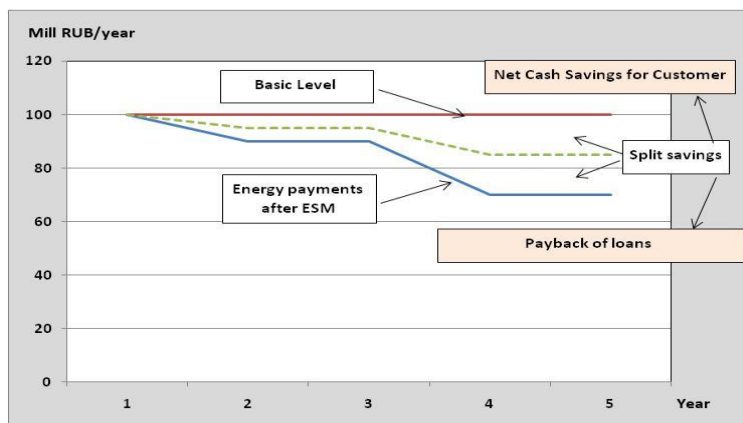 Mill RUB/year
120
100
80
60
40
20
0
Basic Level
Net Cash Savings for Customer
Split savings
Energy payments
after ESM
Payback of loans
1 2 3 4 5 Year